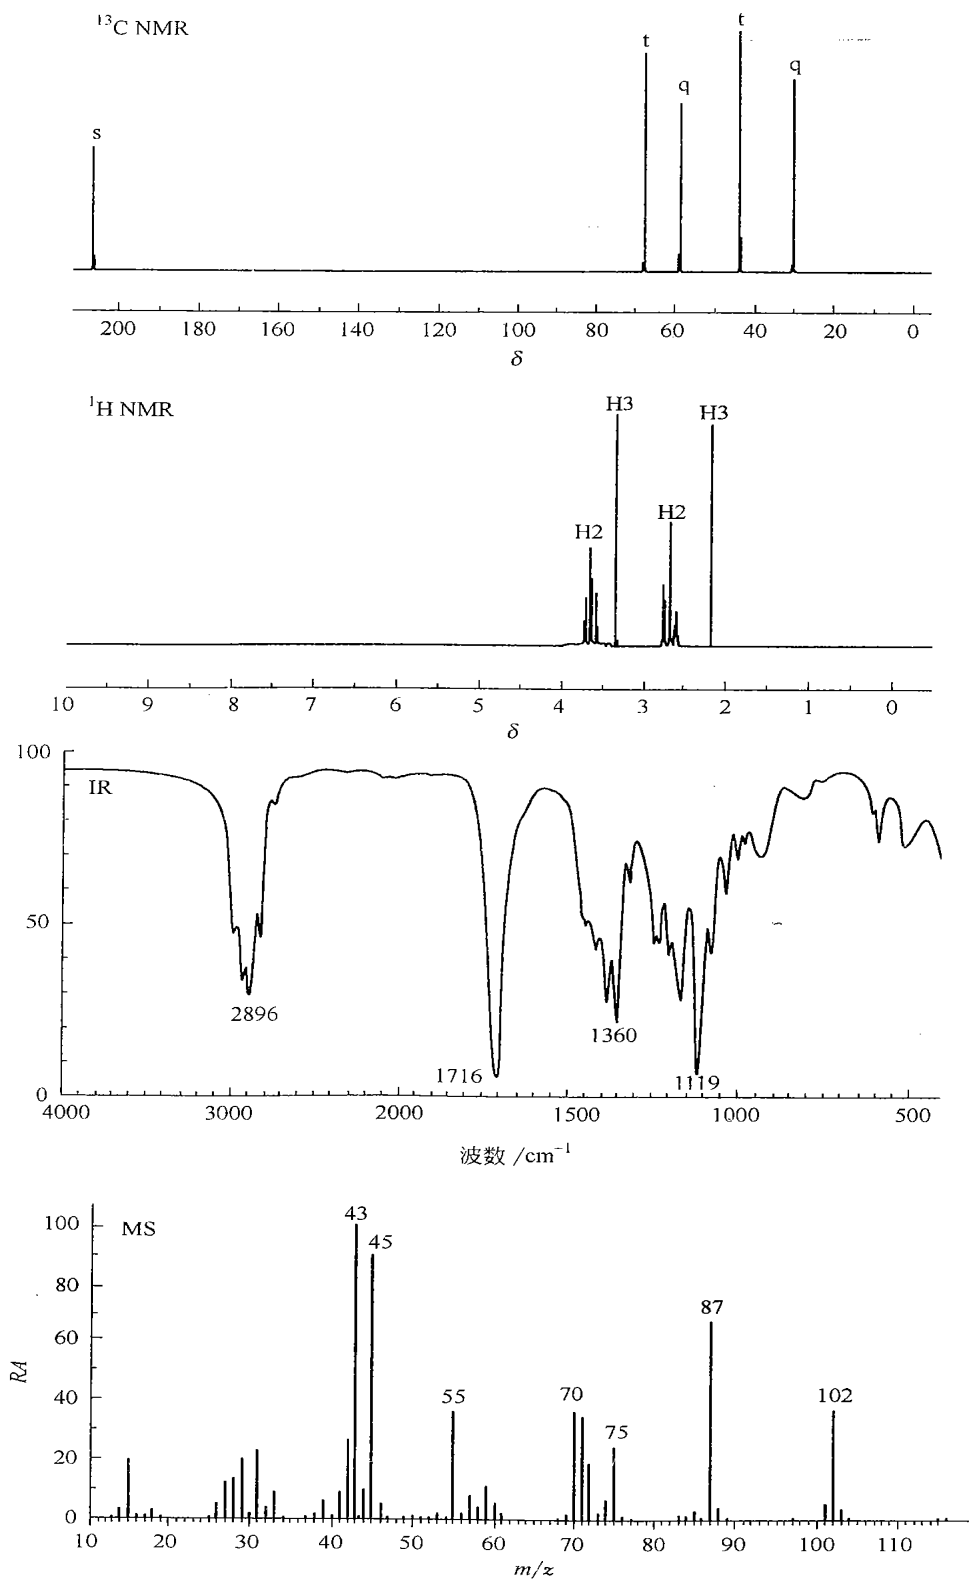 ¹³C NMR
s
t
q
t
q
200 180 160 140 120 100 80 60 40 20 0
δ
¹H NMR
H2
H3
H2
H3
10 9 8 7 6 5 4 3 2 1 0
δ
100
IR
50
0
2896
1716
1360
1119
4000 3000 2000 1500 1000 500
波数 /cm⁻¹
MS
RA
100
80
60
40
20
0
43
45
55
70
75
87
102
10 20 30 40 50 60 70 80 90 100 110
m/z